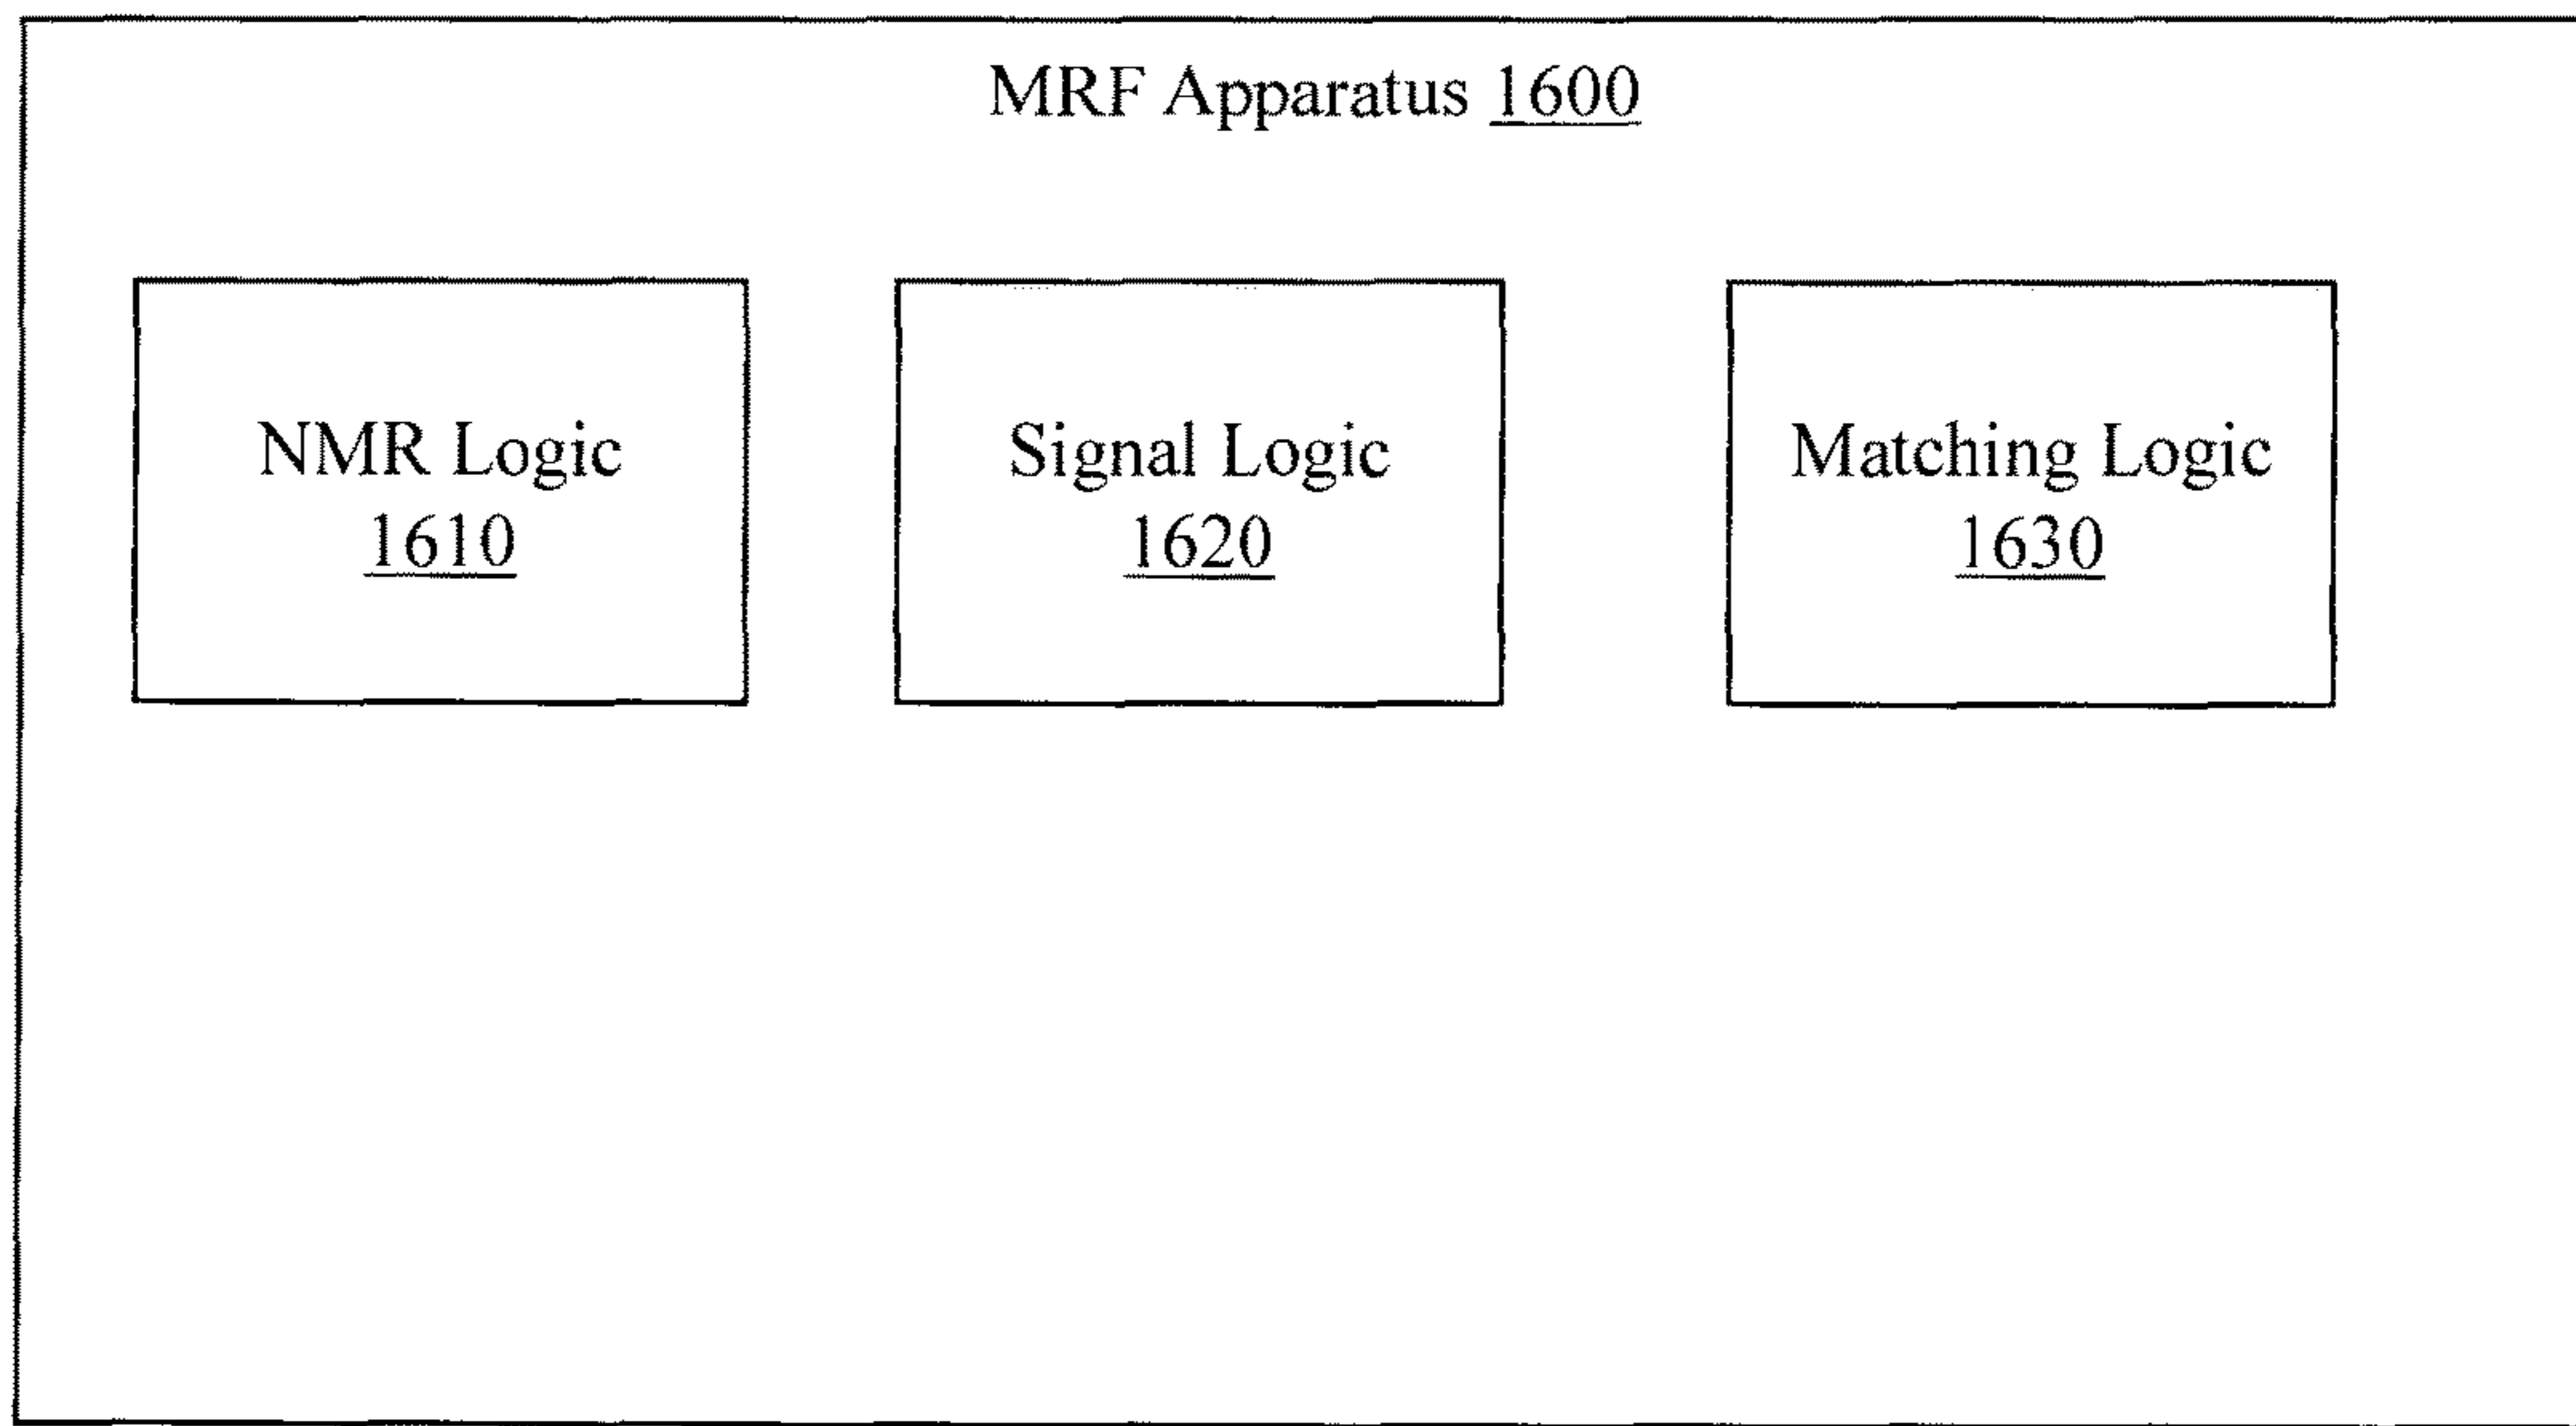 MRF Apparatus 1600
NMR Logic
1610
Signal Logic
1620
Matching Logic
1630